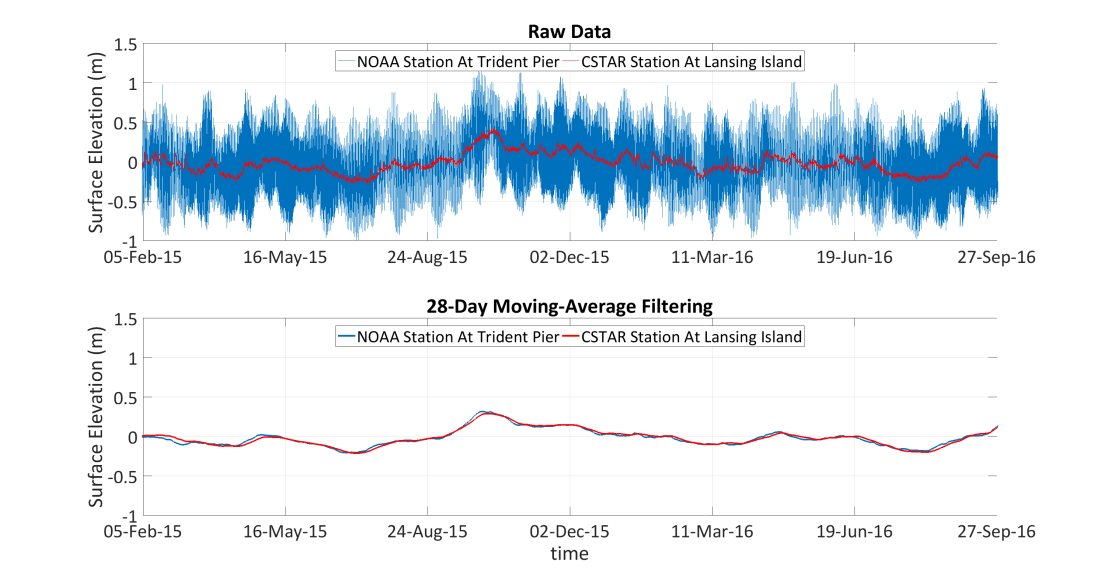 Raw Data
1.5
NOAA Station At Trident Pier CSTAR Station At Lansing Island
1
0.5
0
-0.5
-1
Surface Elevation (m)
05-Feb-15 16-May-15 24-Aug-15 02-Dec-15 11-Mar-16 19-Jun-16 27-Sep-16
28-Day Moving-Average Filtering
1.5
NOAA Station At Trident Pier CSTAR Station At Lansing Island
1
0.5
0
-0.5
-1
Surface Elevation (m)
05-Feb-15 16-May-15 24-Aug-15 02-Dec-15 11-Mar-16 19-Jun-16 27-Sep-16
time